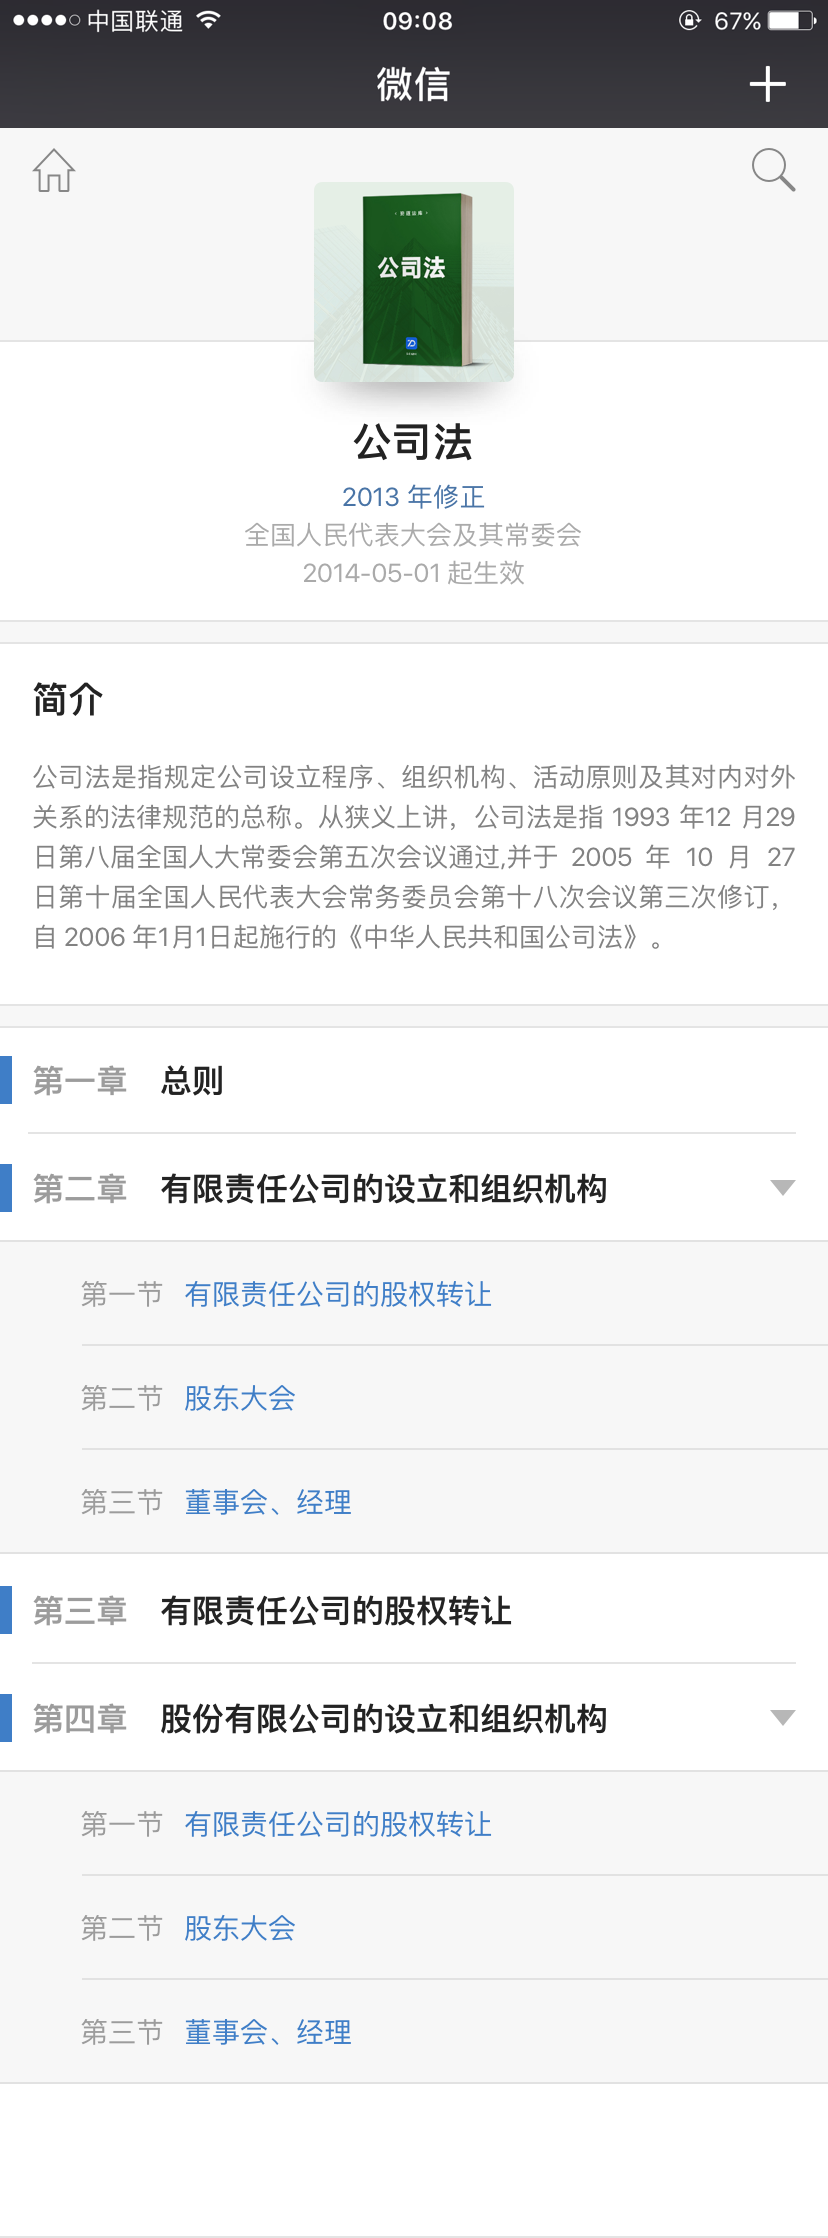 中国联通
09:08
67%
微信
公司法
公司法
2013 年修正
全国人民代表大会及其常委会
2014-05-01 起生效
简介
公司法是指规定公司设立程序、组织机构、活动原则及其对内对外
关系的法律规范的总称。从狭义上讲，公司法是指 1993 年12 月29
日第八届全国人大常委会第五次会议通过,并于 2005 年 10 月 27
日第十届全国人民代表大会常务委员会第十八次会议第三次修订，
自 2006 年1月1日起施行的《中华人民共和国公司法》。
第一章 总则
第二章 有限责任公司的设立和组织机构
第一节 有限责任公司的股权转让
第二节 股东大会
第三节 董事会、经理
第三章 有限责任公司的股权转让
第四章 股份有限公司的设立和组织机构
第一节 有限责任公司的股权转让
第二节 股东大会
第三节 董事会、经理